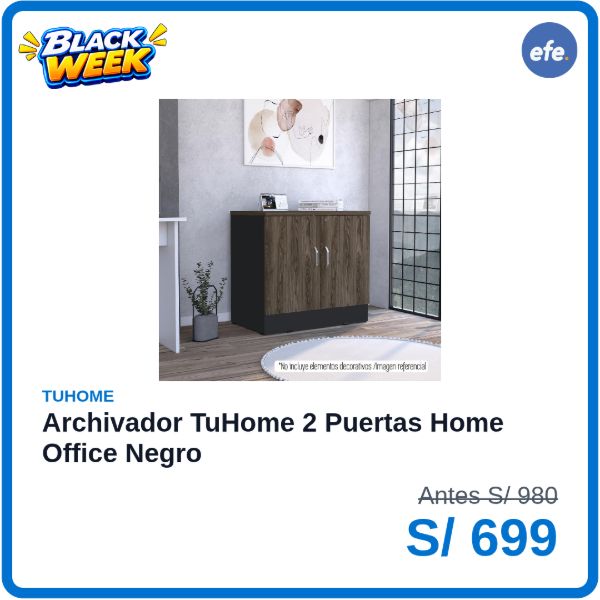 BLACK
WEEK
efe.
*No incluye elementos decorativos /Imagen referencial
TUHOME
Archivador TuHome 2 Puertas Home
Office Negro
Antes S/ 980
S/ 699